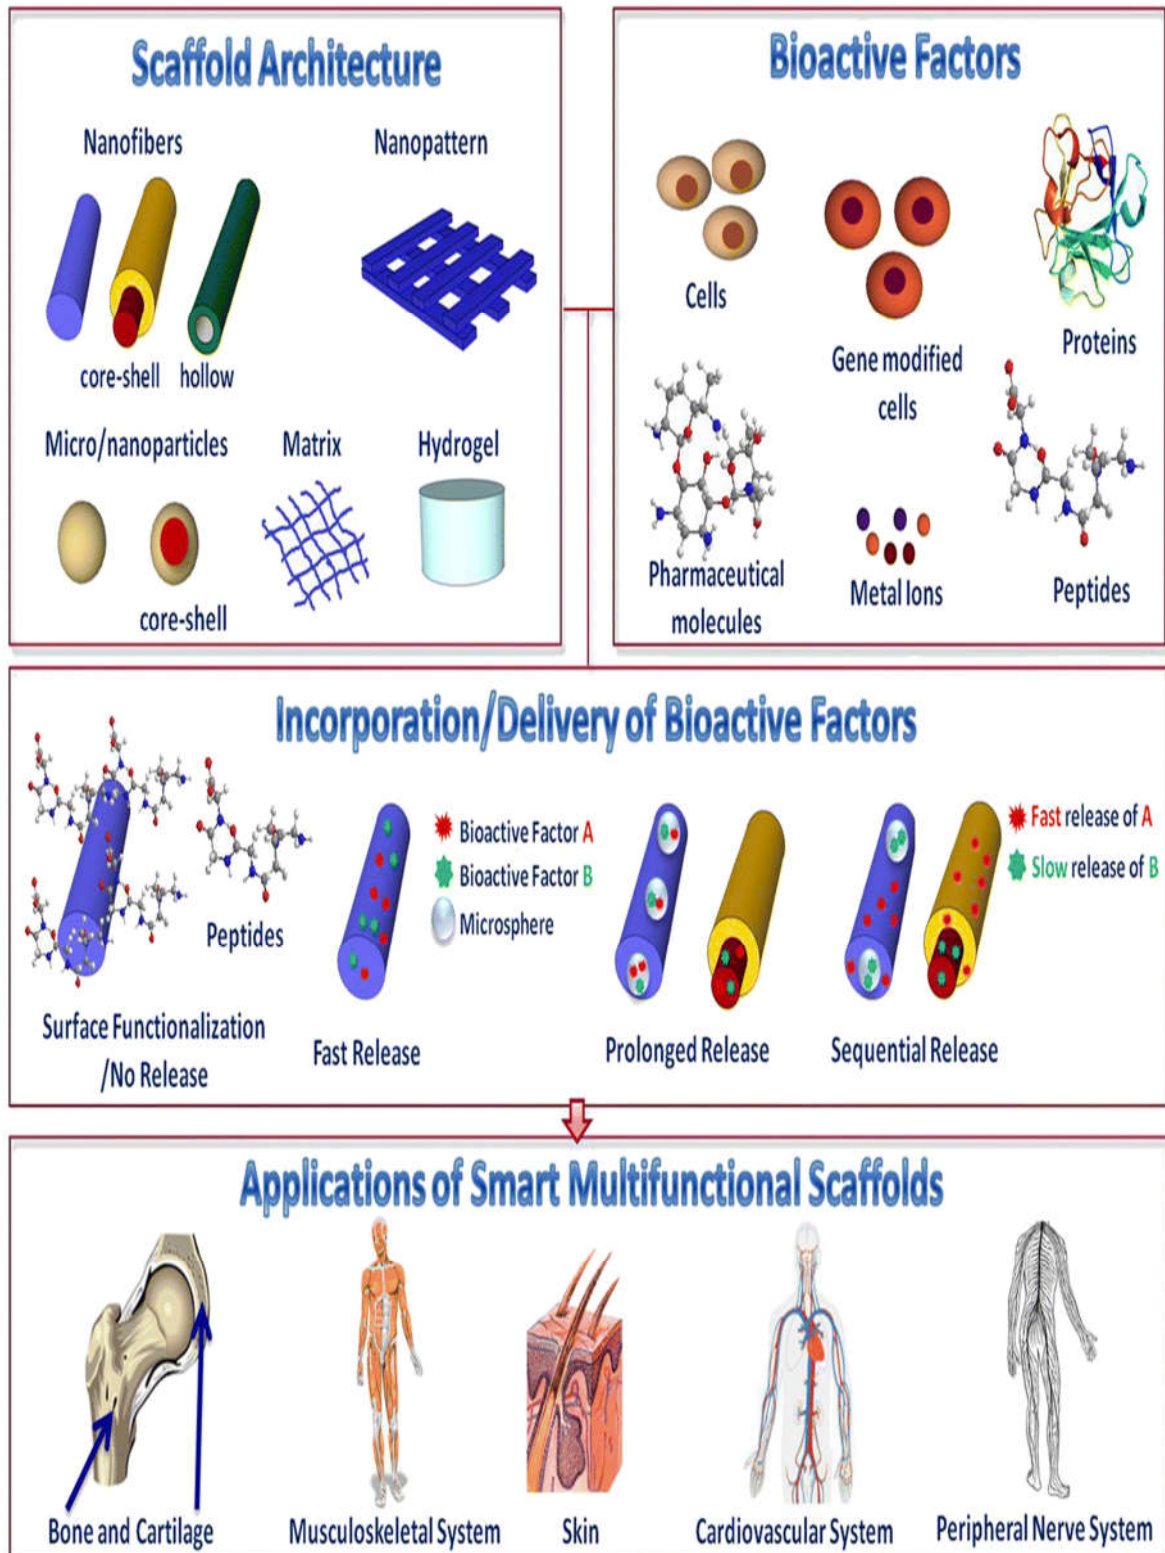 Scaffold Architecture
Nanofibers
Nanopattern
core-shell
hollow
Micro/nanoparticles
Matrix
Hydrogel
core-shell
Bioactive Factors
Cells
Gene modified
cells
Proteins
Pharmaceutical
molecules
Metal Ions
Peptides
Incorporation/Delivery of Bioactive Factors
Peptides
Surface Functionalization
/No Release
Bioactive Factor A
Bioactive Factor B
Microsphere
Fast Release
Prolonged Release
Fast release of A
Slow release of B
Sequential Release
Applications of Smart Multifunctional Scaffolds
Bone and Cartilage
Musculoskeletal System
Skin
Cardiovascular System
Peripheral Nerve System